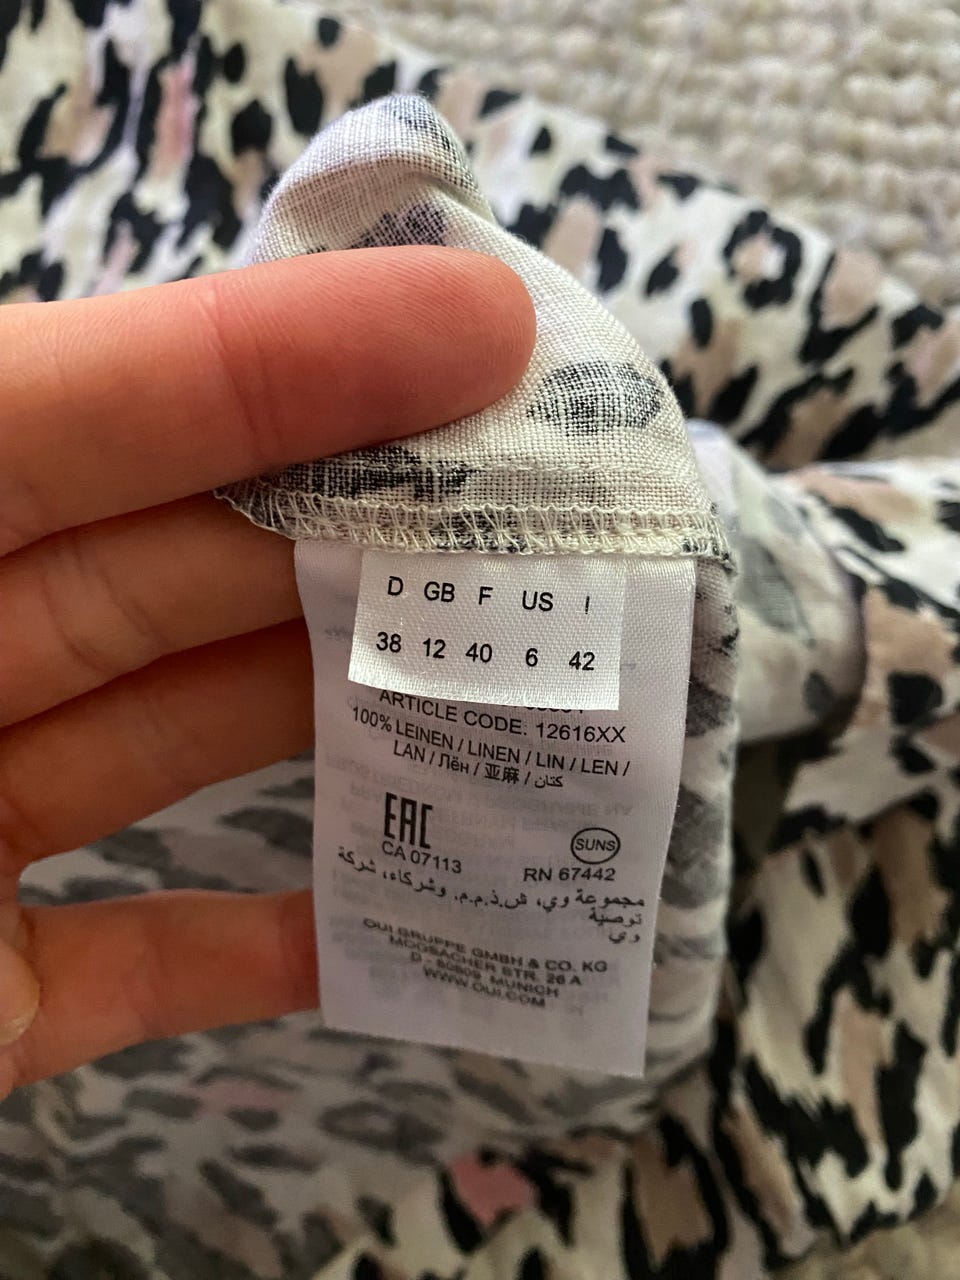 D GB F US I
38 12 40 6 42
ARTICLE CODE: 12616XX
100% LEINEN / LINEN / LIN / LEN /
LAN / Лён / 亚麻 / كتان
EAC
CA 07113
SUNS
RN 67442
مجموعة وي، ش.ذ.م.م. وشركاه، شركة
توصية
وي
OUI GRUPPE GMBH & CO. KG
MOOSACHER STR. 26 A
D - 80809 MUNICH
WWW.OUI.COM